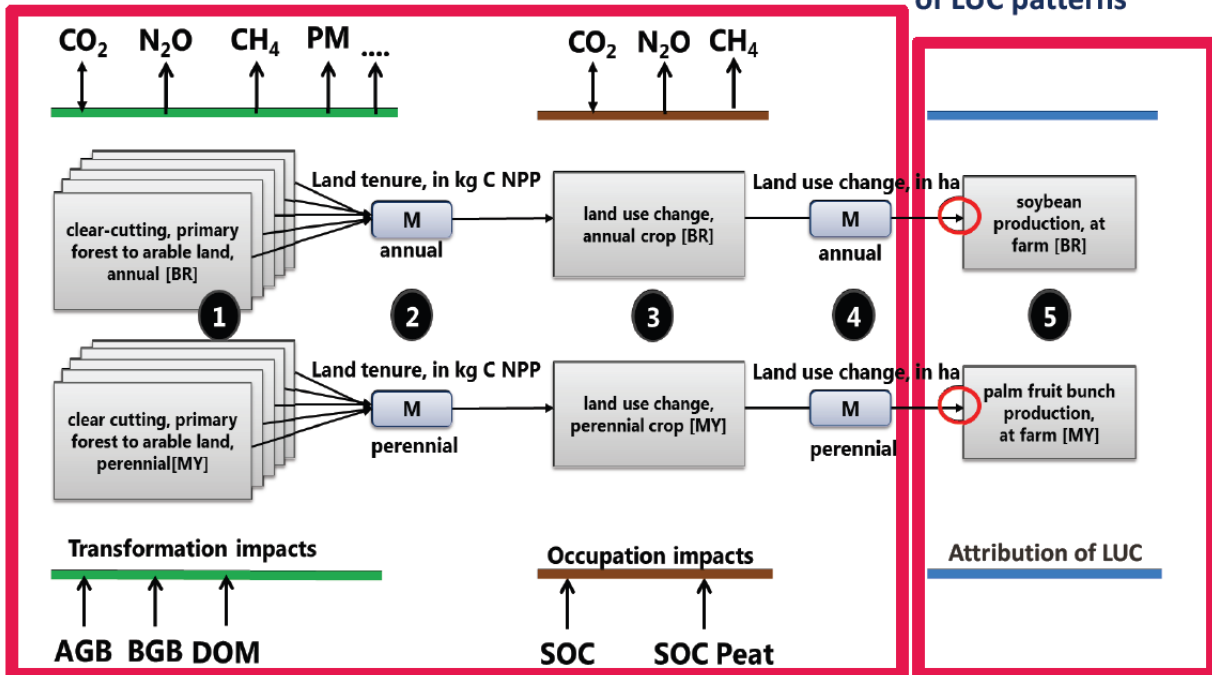 of LUC patterns
CO₂ N₂O CH₄ PM ....
CO₂ N₂O CH₄
Land tenure, in kg C NPP
Land use change, in ha
clear-cutting, primary
forest to arable land,
annual [BR]
M
annual
land use change,
annual crop [BR]
M
annual
soybean
production, at
farm [BR]
1
2
3
4
5
Land tenure, in kg C NPP
Land use change, in ha
clear cutting, primary
forest to arable land,
perennial[MY]
M
perennial
land use change,
perennial crop [MY]
M
perennial
palm fruit bunch
production,
at farm [MY]
Transformation impacts
Occupation impacts
Attribution of LUC
AGB BGB DOM
SOC SOC Peat